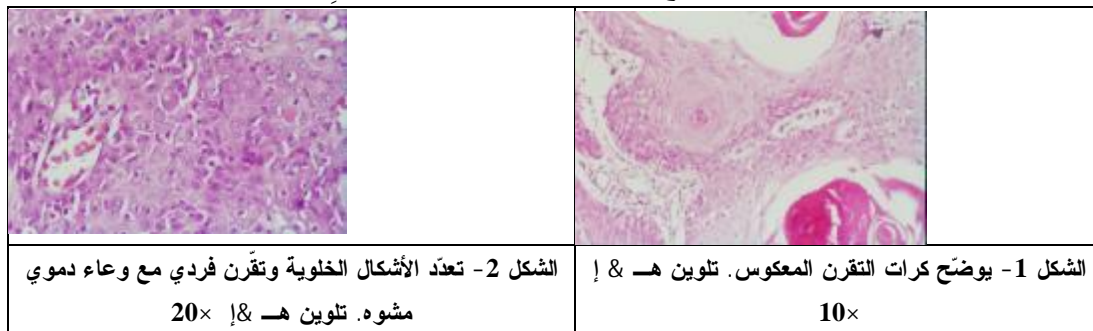 الشكل 1- يوضّح كرات التقرن المعكوس. تلوين هـ & إ
10×
الشكل 2- تعدّد الأشكال الخلوية وتقّرن فردي مع وعاء دموي
مشوه. تلوين هـ &إ 20×